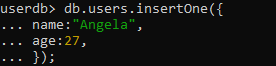 userdb> db.users.insertOne({
... name:"Angela",
... age:27,
... });